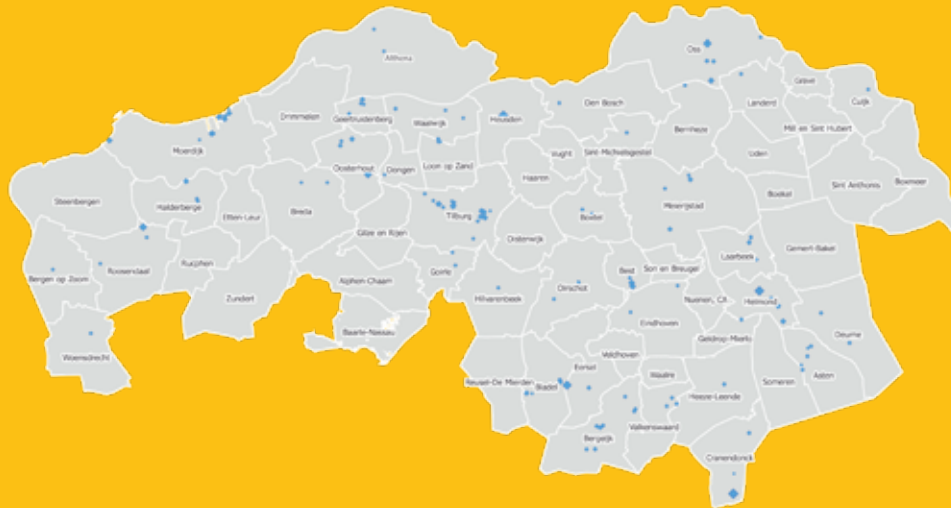 Altena
Oss
Grave
Cuijk
Den Bosch
Landerd
Drimmelen
Geertruidenberg
Waalwijk
Heusden
Bernheze
Mill en Sint Hubert
Moerdijk
Vught
Sint-Michielsgestel
Uden
Oosterhout
Dongen
Loon op Zand
Haaren
Sint Anthonis
Boxmeer
Steenbergen
Halderberge
Etten-Leur
Breda
Meierijstad
Boekel
Tilburg
Boxtel
Gilze en Rijen
Oisterwijk
Gemert-Bakel
Laarbeek
Bergen op Zoom
Roosendaal
Rucphen
Alphen-Chaam
Goirle
Best
Son en Breugel
Zundert
Hilvarenbeek
Oirschot
Nuenen, CA
Helmond
Baarle-Nassau
Eindhoven
Geldrop-Mierlo
Deurne
Woensdrecht
Veldhoven
Eersel
Waalre
Asten
Reusel-De Mierden
Bladel
Someren
Heeze-Leende
Valkenswaard
Bergeijk
Cranendonck